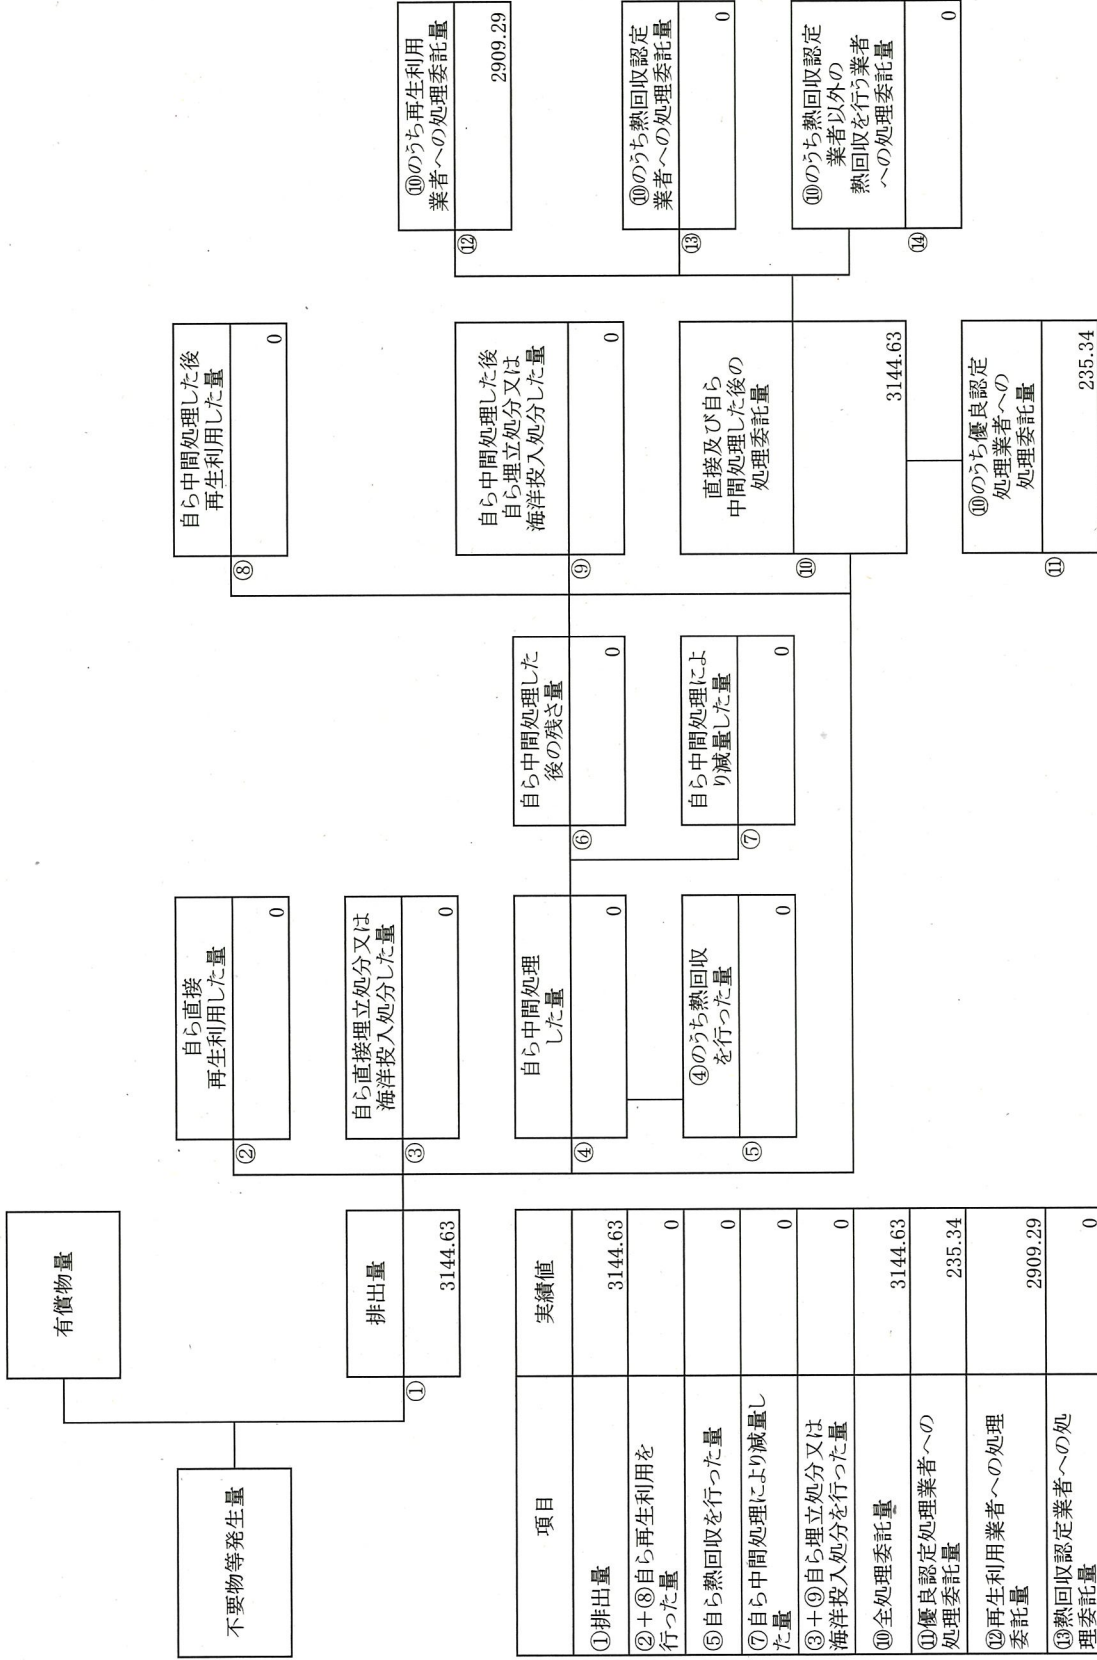 不要物等発生量
有償物量
①
排出量
3144.63
②
自ら直接
再生利用した量
0
③
自ら直接埋立処分又は
海洋投入処分した量
0
④
自ら中間処理
した量
0
⑤
④のうち熱回収
を行った量
0
⑥
自ら中間処理した
後の残さ量
0
⑦
自ら中間処理によ
り減量した量
0
⑧
自ら中間処理した後
再生利用した量
0
⑨
自ら中間処理した後
自ら埋立処分又は
海洋投入処分した量
0
⑩
直接及び自ら
中間処理した後の
処理委託量
3144.63
⑪
⑩のうち優良認定
処理業者への
処理委託量
235.34
⑫
⑩のうち再生利用
業者への処理委託量
2909.29
⑬
⑩のうち熱回収認定
業者への処理委託量
0
⑭
⑩のうち熱回収認定
業者以外の
熱回収を行う業者
への処理委託量
0
項目 実績値
①排出量 3144.63
②+⑧自ら再生利用を
行った量 0
⑤自ら熱回収を行った量 0
⑦自ら中間処理により減量し
た量 0
③+⑨自ら埋立処分又は
海洋投入処分を行った量 0
⑩全処理委託量 3144.63
⑪優良認定処理業者への
処理委託量 235.34
⑫再生利用業者への処理
委託量 2909.29
⑬熱回収認定業者への処
理委託量 0